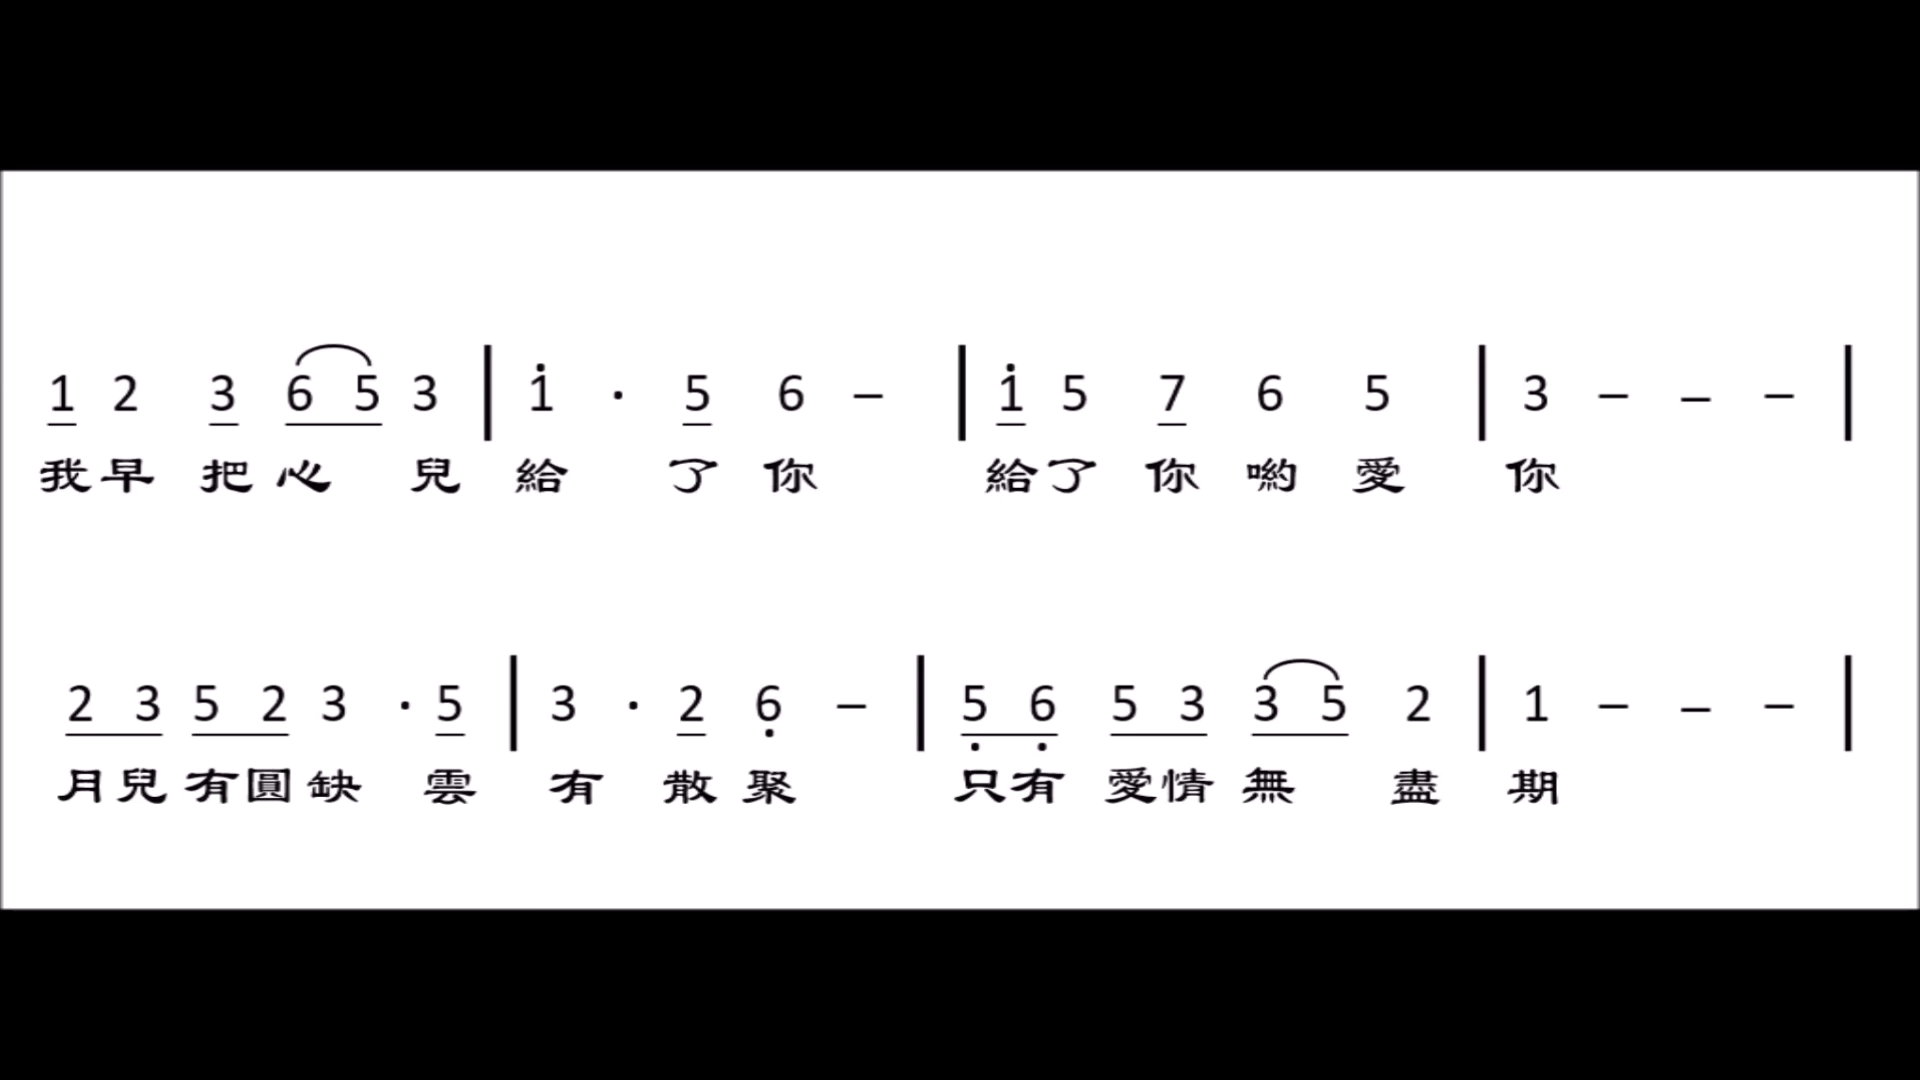 1 2 3 6 5 3 | 1̇ · 5 6 – | 1̇ 5 7 6 5 | 3 – – – |
我早把心兒給了你 給了你喲愛你
2 3 5 2 3 · 5 | 3 · 2 6̣ – | 5̣ 6̣ 5 3 3 5 2 | 1 – – – |
月兒有圓缺 雲有散聚 只有愛情無盡期